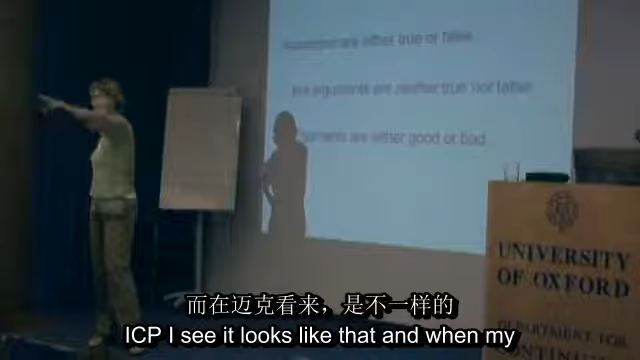 are either true or false
arguments are neither true nor false
are either good or bad
UNIVERSITY
OF OXFORD
DEPARTMENT FOR
而在迈克看来，是不一样的
ICP I see it looks like that and when my